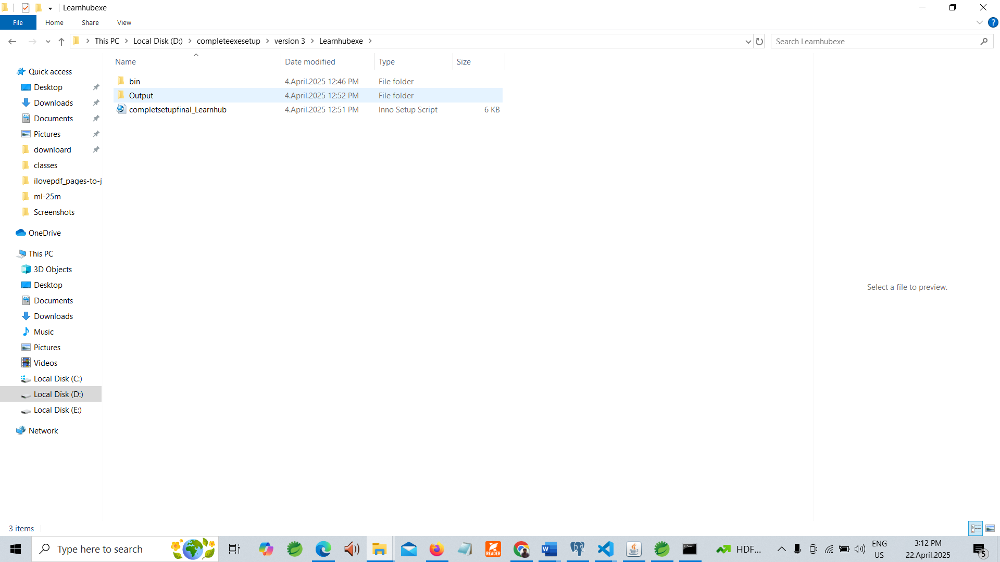 Learnhubexe
File Home Share View
This PC Local Disk (D:) completeexesetup version 3 Learnhubexe
Search Learnhubexe
Name Date modified Type Size
bin 4.April.2025 12:46 PM File folder
Output 4.April.2025 12:52 PM File folder
completsetupfinal_Learnhub 4.April.2025 12:51 PM Inno Setup Script 6 KB
Quick access
Desktop
Downloads
Documents
Pictures
downloard
classes
ilovepdf_pages-to-j
ml-25m
Screenshots
OneDrive
This PC
3D Objects
Desktop
Documents
Downloads
Music
Pictures
Videos
Local Disk (C:)
Local Disk (D:)
Local Disk (E:)
Network
Select a file to preview.
3 items
Type here to search
READER
HDF...
ENG
US
3:12 PM
22.April.2025
5